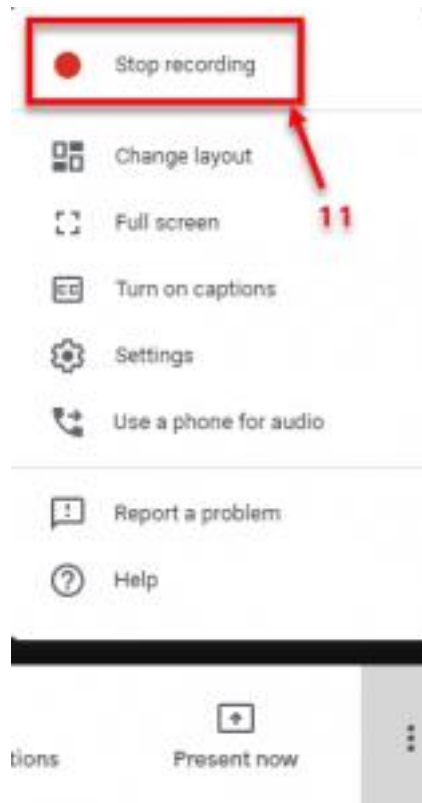 Stop recording
Change layout
11
Full screen
Turn on captions
Settings
Use a phone for audio
Report a problem
Help
tions
Present now